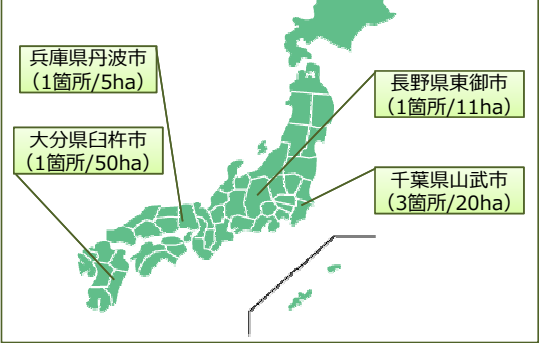 兵庫県丹波市
（1箇所/5ha）
長野県東御市
（1箇所/11ha）
大分県臼杵市
（1箇所/50ha）
千葉県山武市
（3箇所/20ha）